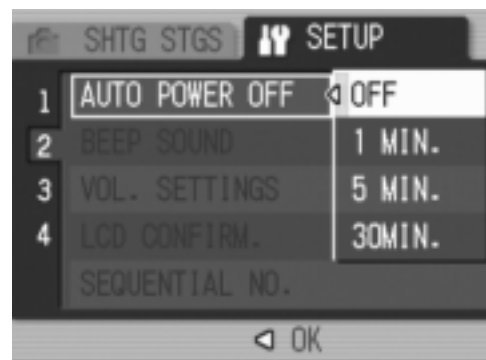 SHTG STGS SETUP
1 AUTO POWER OFF OFF
2 BEEP SOUND 1 MIN.
3 VOL. SETTINGS 5 MIN.
4 LCD CONFIRM. 30MIN.
SEQUENTIAL NO.
OK